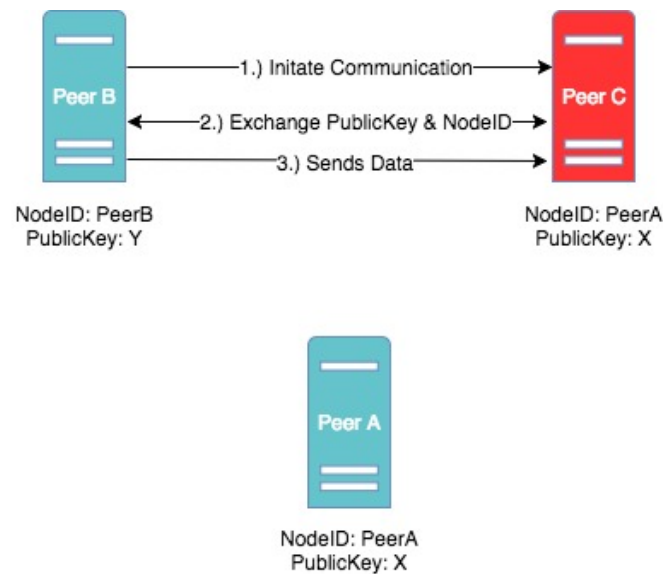 1.) Initate Communication
Peer B
Peer C
2.) Exchange PublicKey & NodeID
3.) Sends Data
NodeID: PeerB
PublicKey: Y
NodeID: PeerA
PublicKey: X
Peer A
NodeID: PeerA
PublicKey: X